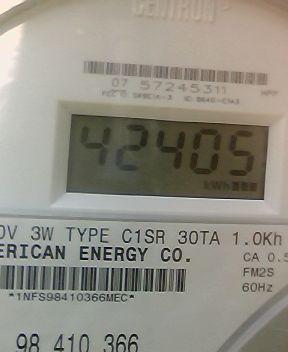 CENTRON
07 57245311
42405
kWh
0V 3W TYPE C1SR 30TA 1.0Kh
ERICAN ENERGY CO.
CA 0.5
FM2S
*1NFS98410366MEC*
60Hz
98 410 366